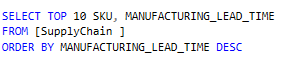 SELECT TOP 10 SKU, MANUFACTURING_LEAD_TIME
FROM [SupplyChain ]
ORDER BY MANUFACTURING_LEAD_TIME DESC